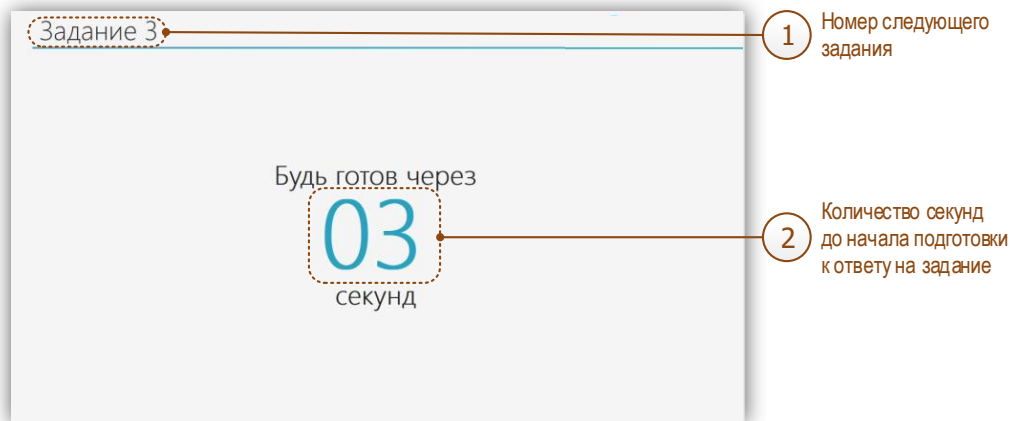 Задание 3
1
Номер следующего
задания
Будь готов через
03
секунд
2
Количество секунд
до начала подготовки
к ответу на задание